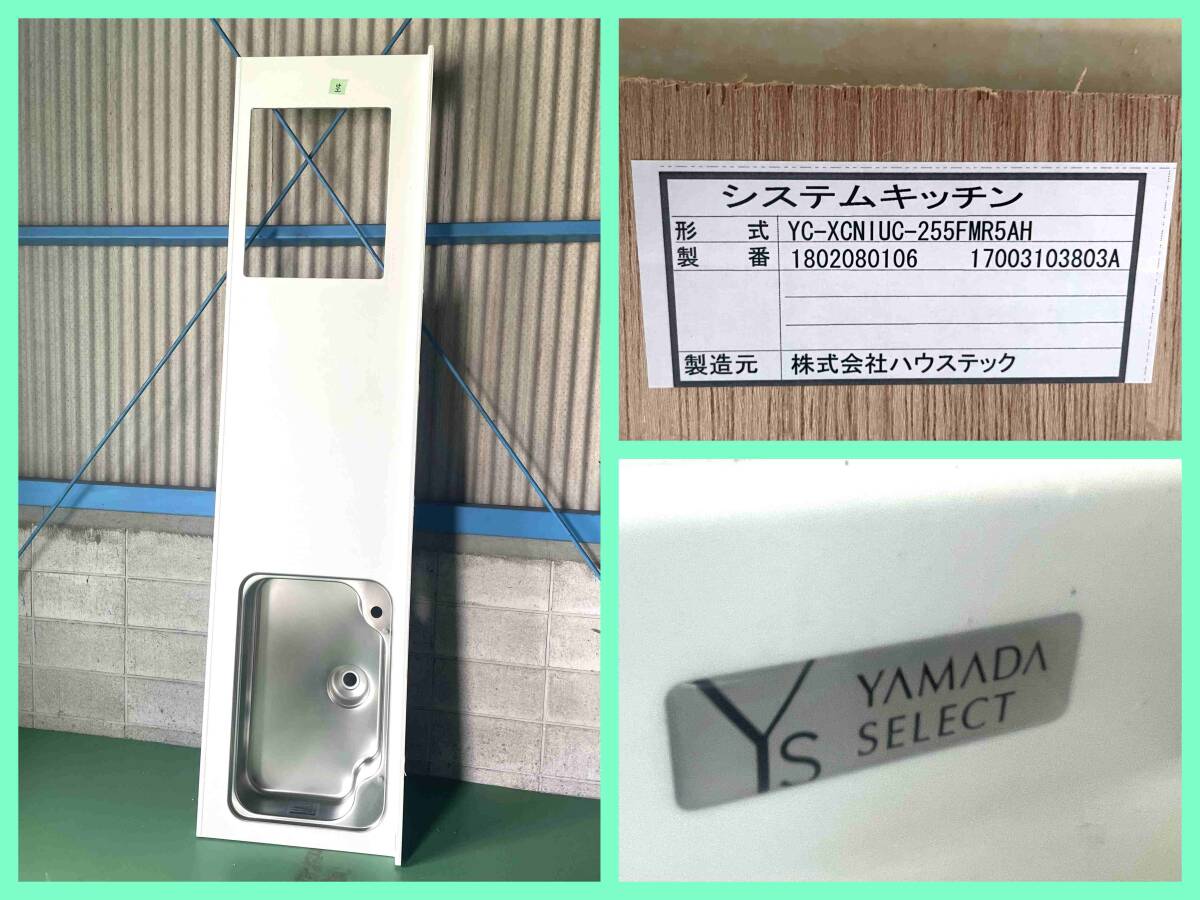 システムキッチン
形 式 YC-XCNIUC-255FMR5AH
製 番 1802080106 17003103803A
製造元 株式会社ハウステック
YS YAMADA
SELECT